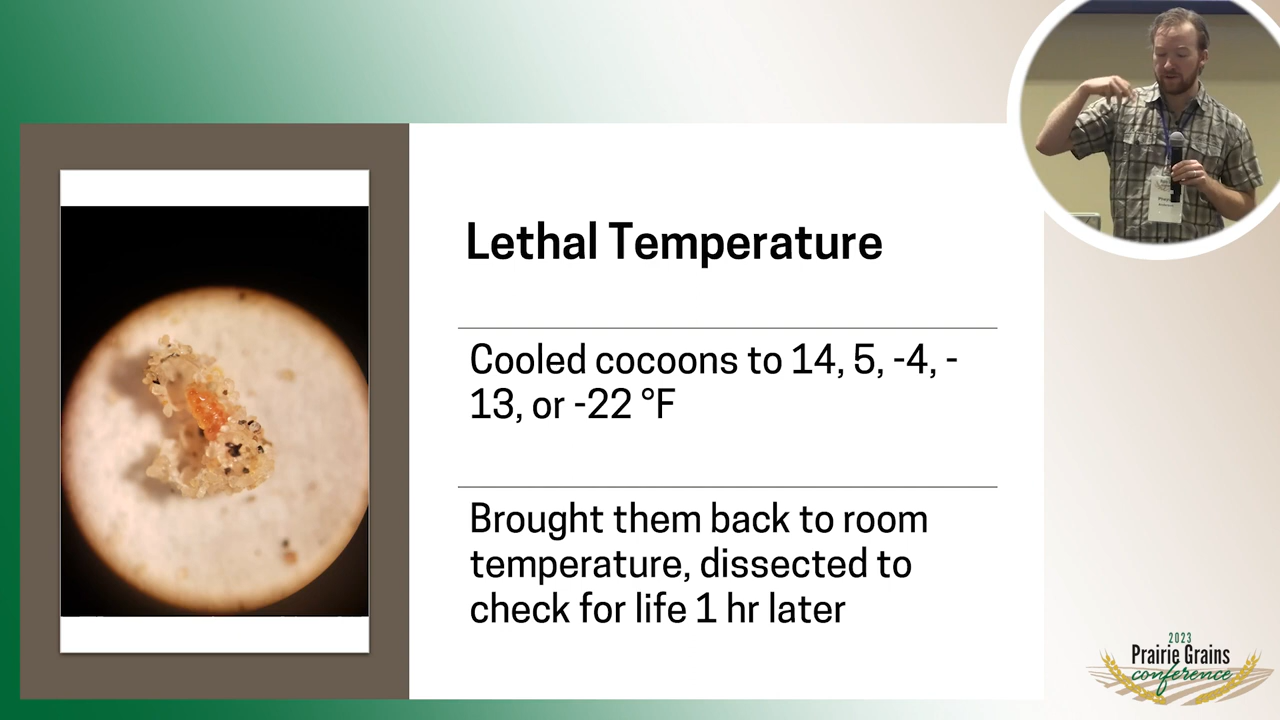 Lethal Temperature
Cooled cocoons to 14, 5, -4, -
13, or -22 °F
Brought them back to room
temperature, dissected to
check for life 1 hr later
2023
Prairie Grains
conference